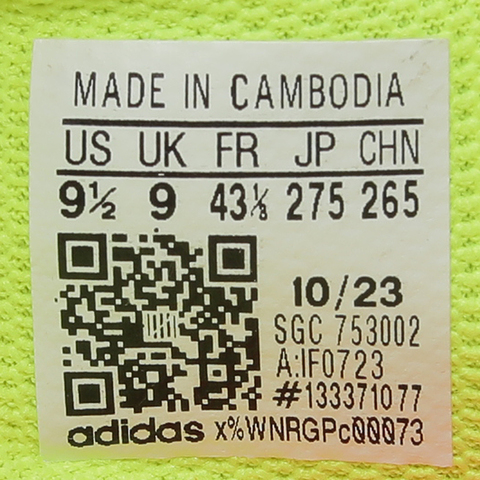 MADE IN CAMBODIA
US UK FR JP CHN
9½ 9 43⅓ 275 265
10/23
SGC 753002
A:IF0723
#133371077
adidas x%WNRGPc00073